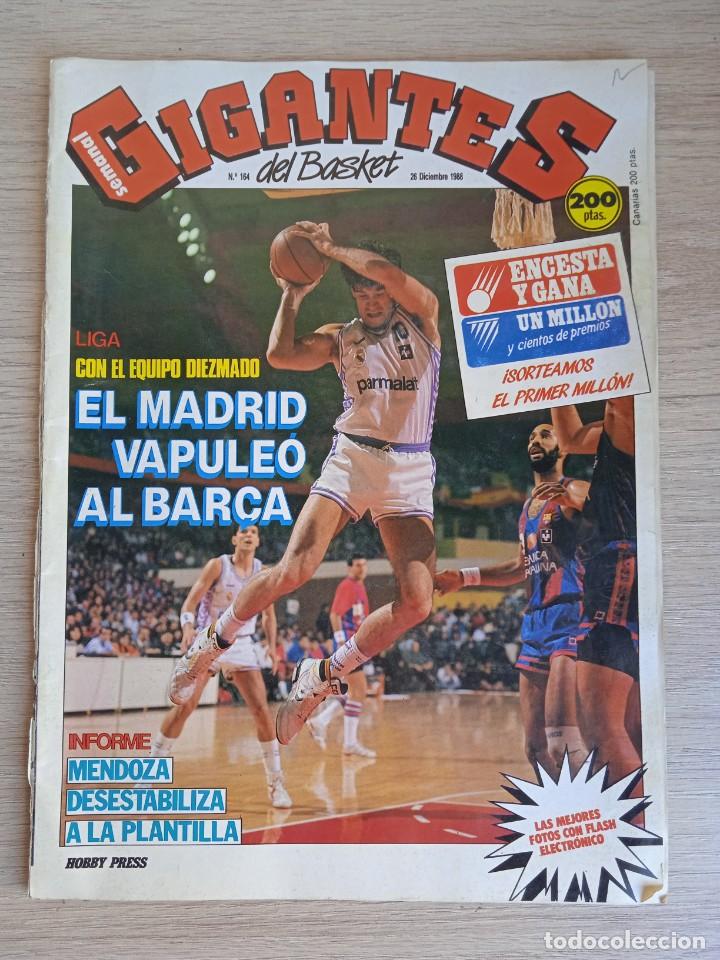 semanal
GIGANTES
del Basket
N.º 164
26 Diciembre 1988
200
ptas.
Canarias 200 ptas.
ENCESTA
Y GANA
UN MILLON
y cientos de premios
¡SORTEAMOS
EL PRIMER MILLÓN!
LIGA
CON EL EQUIPO DIEZMADO
EL MADRID
VAPULEÓ
AL BARÇA
parmalat
INFORME
MENDOZA
DESESTABILIZA
A LA PLANTILLA
HOBBY PRESS
LAS MEJORES
FOTOS CON FLASH
ELECTRÓNICO
todocoleccion.net